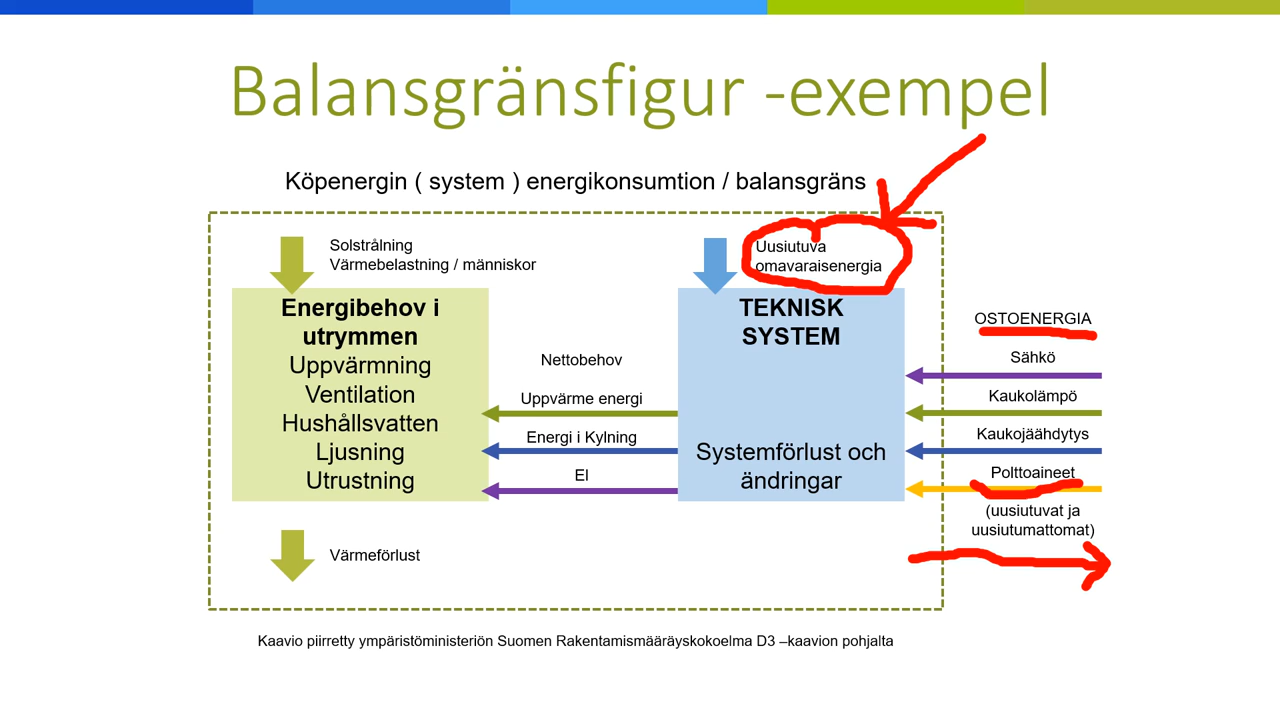 Balansgränsfigur -exempel
Köpenergin ( system ) energikonsumtion / balansgräns
Solstrålning
Värmebelastning / människor
Uusiutuva
omavaraisenergia
Energibehov i
utrymmen
Uppvärmning
Ventilation
Hushållsvatten
Ljusning
Utrustning
Nettobehov
Uppvärme energi
Energi i Kylning
El
TEKNISK
SYSTEM
Systemförlust och
ändringar
OSTOENERGIA
Sähkö
Kaukolämpö
Kaukojäähdytys
Polttoaineet
(uusiutuvat ja
uusiutumattomat)
Värmeförlust
Kaavio piirretty ympäristöministeriön Suomen Rakentamismääräyskokoelma D3 –kaavion pohjalta